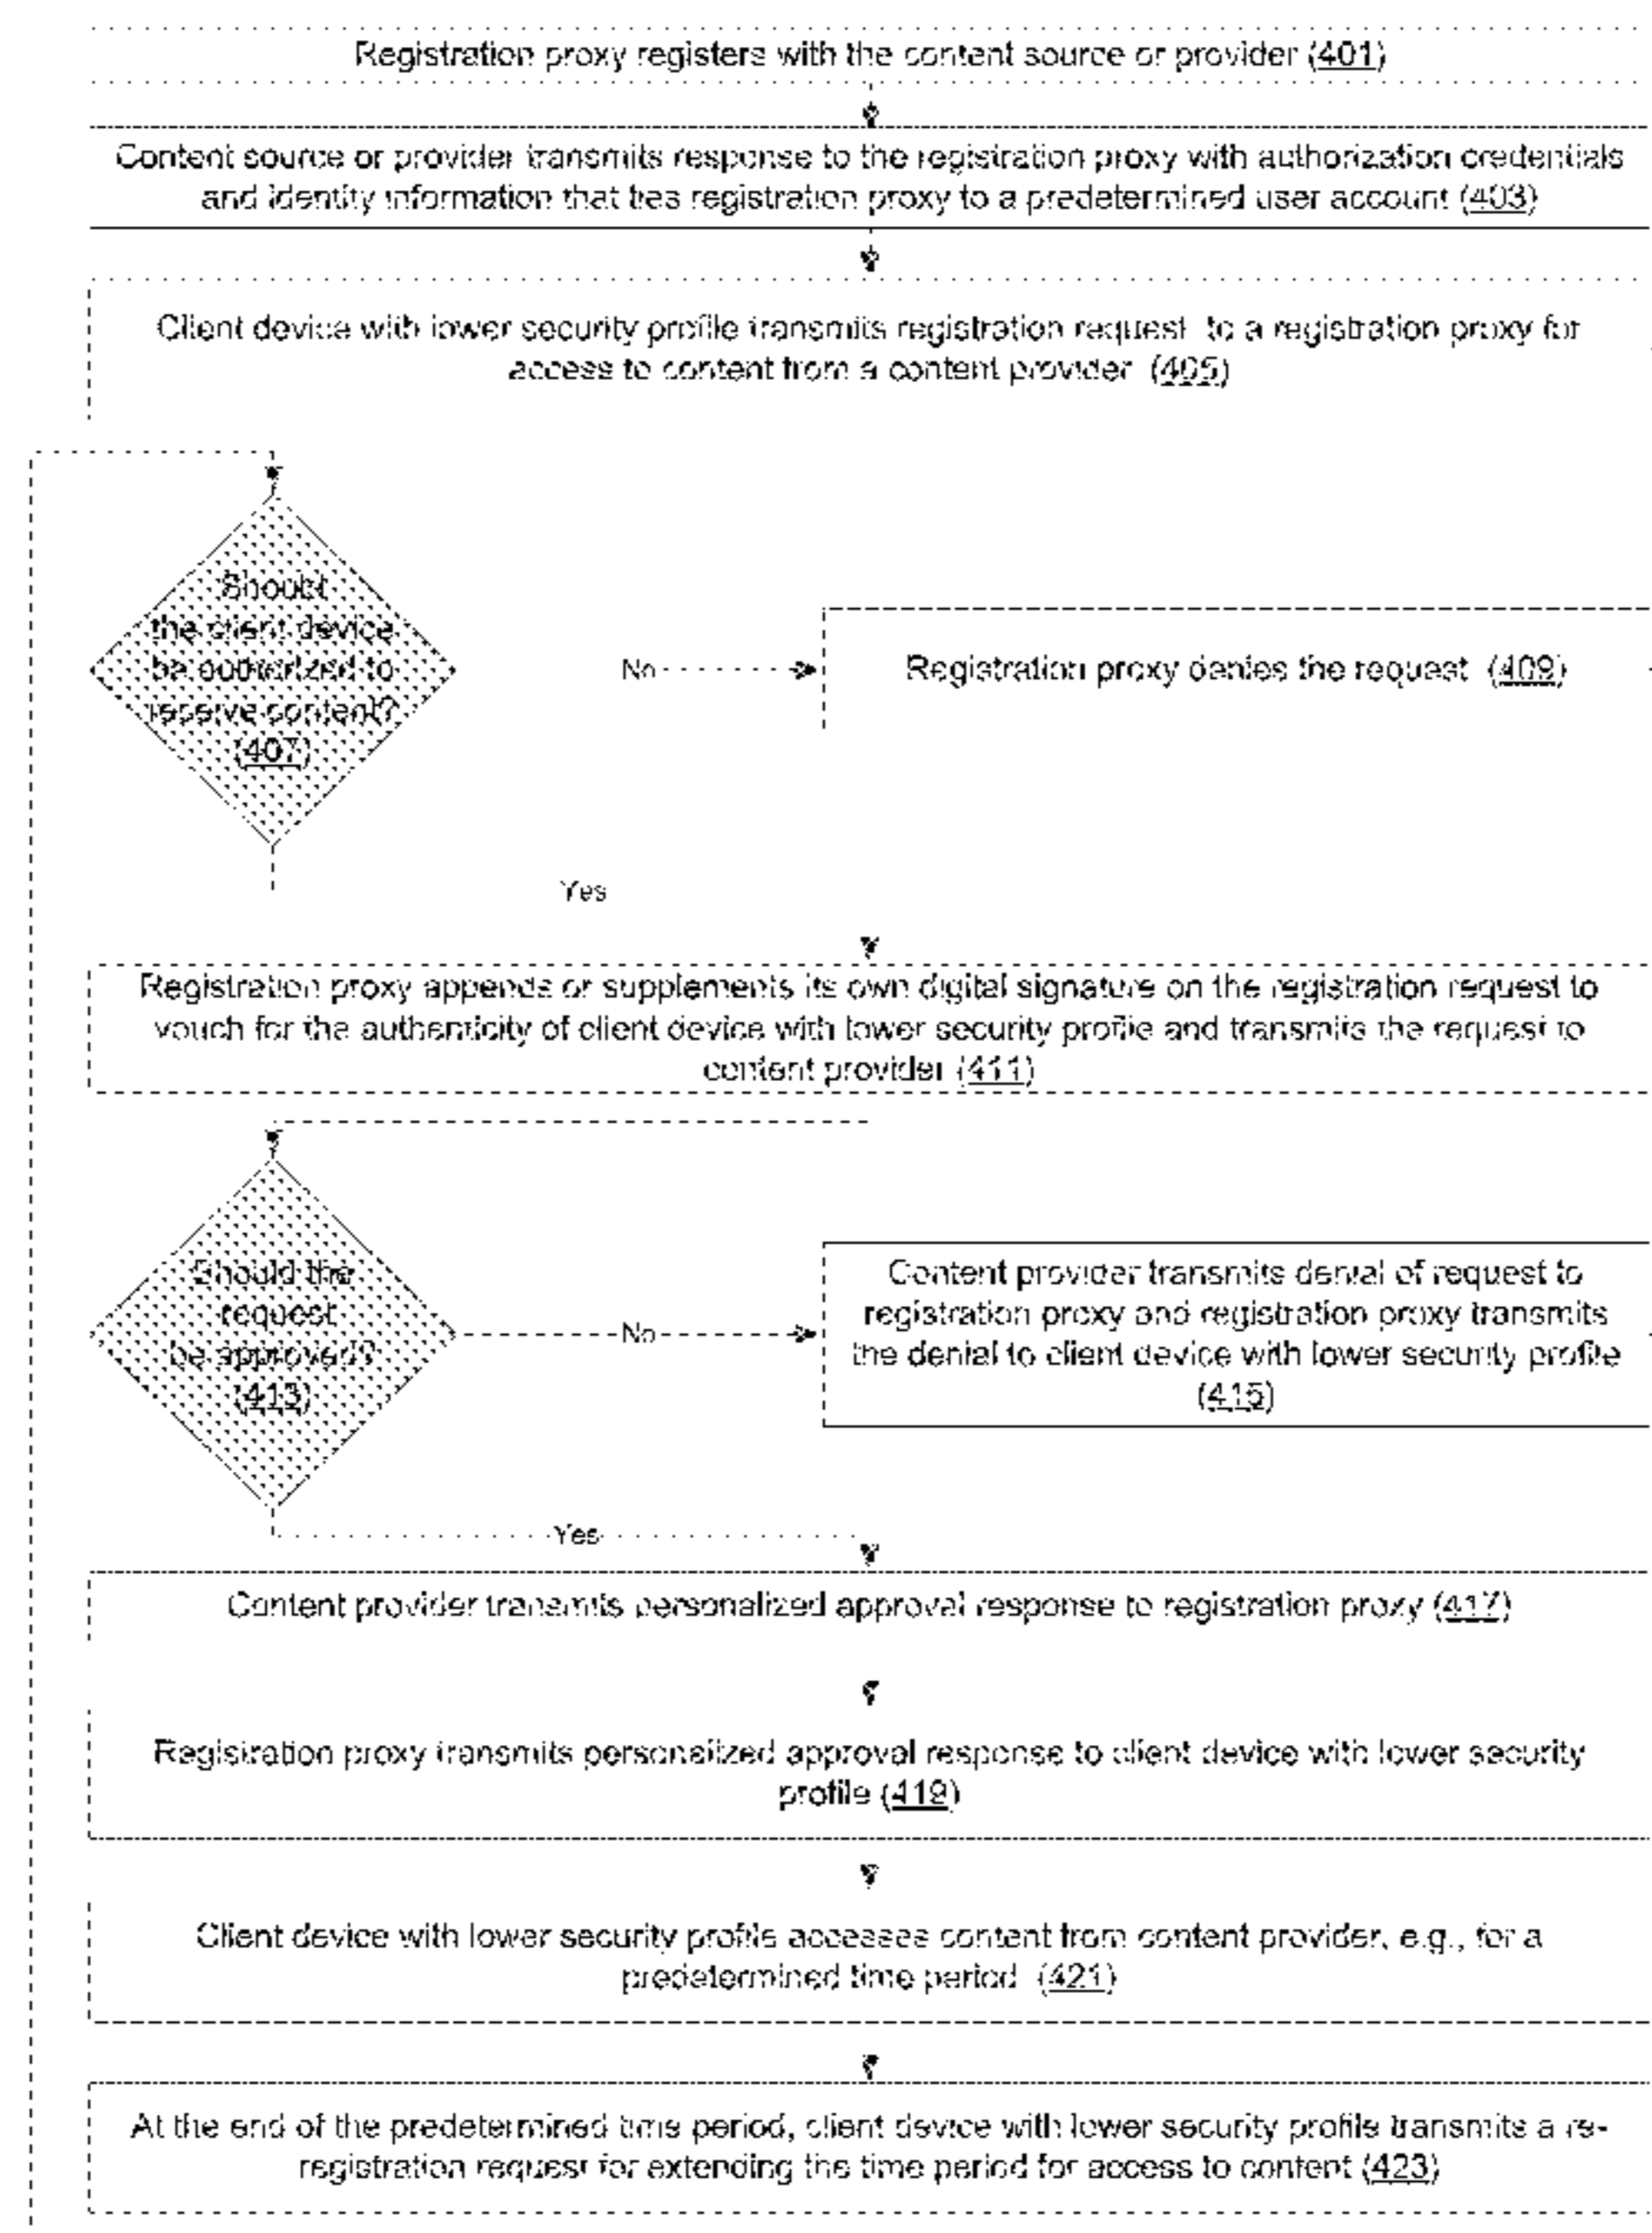 Registration proxy registers with the content source or provider (401)
Content source or provider transmits response to the registration proxy with authorization credentials
and identity information that ties registration proxy to a predetermined user account (403)
Client device with lower security profile transmits registration request to a registration proxy for
access to content from a content provider (405)
Should
the client device
be authorized to
receive content?
(407)
No
Registration proxy denies the request (409)
Yes
Registration proxy appends or supplements its own digital signature on the registration request to
vouch for the authenticity of client device with lower security profile and transmits the request to
content provider (411)
Should the
request
be approved?
(413)
No
Content provider transmits denial of request to
registration proxy and registration proxy transmits
the denial to client device with lower security profile
(415)
Yes
Content provider transmits personalized approval response to registration proxy (417)
Registration proxy transmits personalized approval response to client device with lower security
profile (419)
Client device with lower security profile accesses content from content provider, e.g., for a
predetermined time period (421)
At the end of the predetermined time period, client device with lower security profile transmits a re-
registration request for extending the time period for access to content (423)